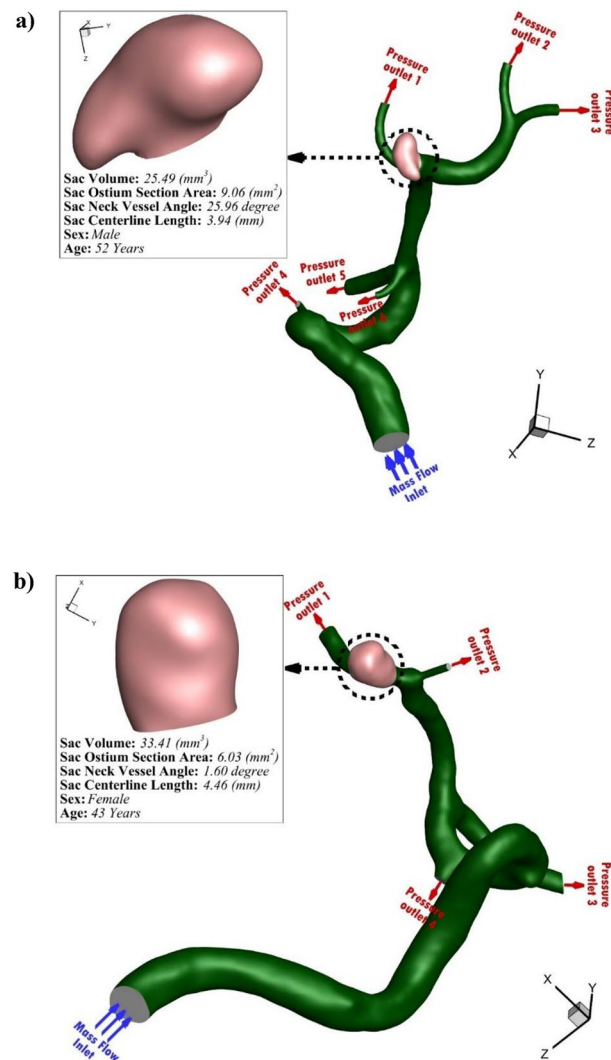 a)
X
Y
Z
Sac Volume: 25.49 (mm³)
Sac Ostium Section Area: 9.06 (mm²)
Sac Neck Vessel Angle: 25.96 degree
Sac Centerline Length: 3.94 (mm)
Sex: Male
Age: 52 Years
Pressure
outlet 1
Pressure
outlet 2
Pressure
outlet 3
Pressure
outlet 4
Pressure
outlet 5
Pressure
outlet
Mass Flow
Inlet
Y
X
Z
b)
X
Y
Sac Volume: 33.41 (mm³)
Sac Ostium Section Area: 6.03 (mm²)
Sac Neck Vessel Angle: 1.60 degree
Sac Centerline Length: 4.46 (mm)
Sex: Female
Age: 43 Years
Pressure
outlet 1
Pressure
outlet 2
Pressure
outlet 3
Pressure
outlet 4
Mass Flow
Inlet
X
Y
Z